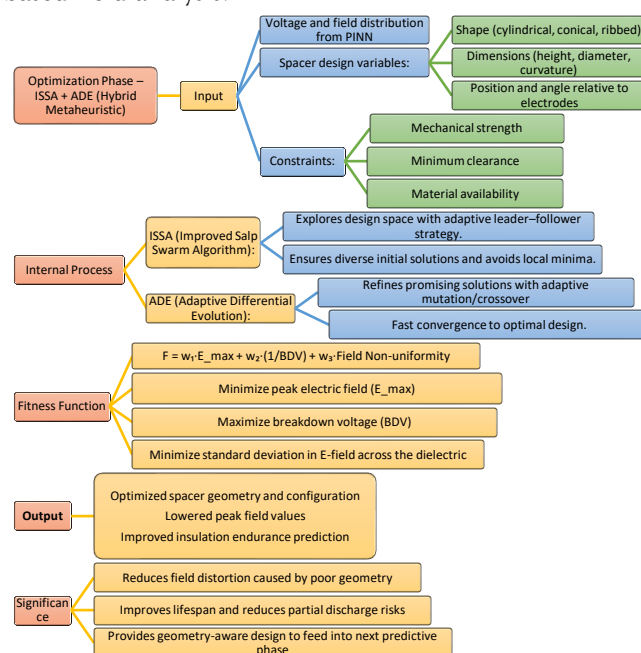 Optimization Phase –
ISSA + ADE (Hybrid
Metaheuristic)
Input
Voltage and field distribution
from PINN
Spacer design variables:
Shape (cylindrical, conical, ribbed)
Dimensions (height, diameter,
curvature)
Position and angle relative to
electrodes
Constraints:
Mechanical strength
Minimum clearance
Material availability
Internal Process
ISSA (Improved Salp
Swarm Algorithm):
Explores design space with adaptive leader–follower
strategy.
Ensures diverse initial solutions and avoids local minima.
ADE (Adaptive Differential
Evolution):
Refines promising solutions with adaptive
mutation/crossover
Fast convergence to optimal design.
Fitness Function
F = w₁·E_max + w₂·(1/BDV) + w₃·Field Non-uniformity
Minimize peak electric field (E_max)
Maximize breakdown voltage (BDV)
Minimize standard deviation in E-field across the dielectric
Output
Optimized spacer geometry and configuration
Lowered peak field values
Improved insulation endurance prediction
Significan
ce
Reduces field distortion caused by poor geometry
Improves lifespan and reduces partial discharge risks
Provides geometry-aware design to feed into next predictive
phase